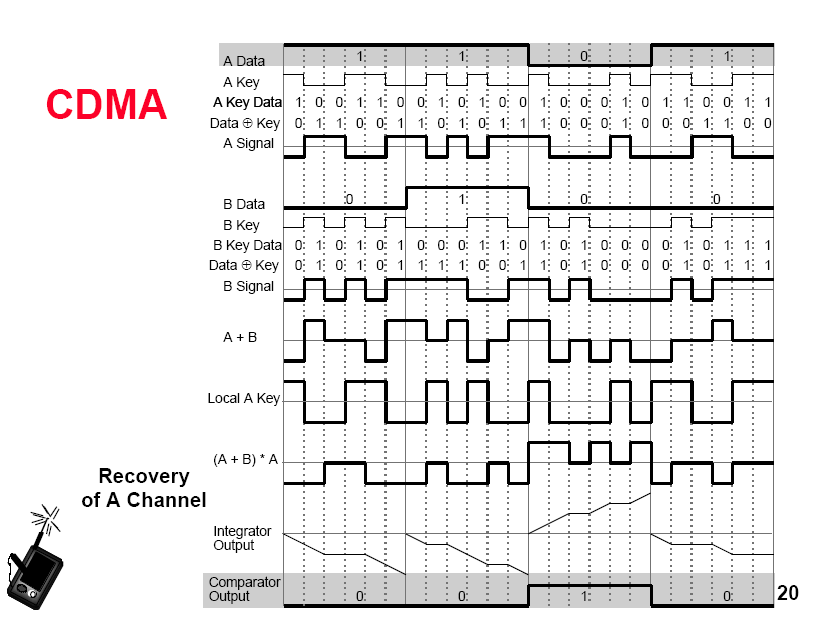 A Data 1 1 0 1
A Key
CDMA
A Key Data 1 0 0 1 1 0 0 1 0 1 0 0 1 0 0 0 1 0 1 1 0 0 1 1
Data ⊕ Key 0 1 1 0 0 1 1 0 1 0 1 1 1 0 0 0 1 0 0 0 1 1 0 0
A Signal
B Data 0 1 0 0
B Key
B Key Data 0 1 0 1 0 1 0 0 0 1 1 0 1 0 1 0 0 0 0 1 0 1 1 1
Data ⊕ Key 0 1 0 1 0 1 1 1 1 0 0 1 1 0 1 0 0 0 0 1 0 1 1 1
B Signal
A + B
Local A Key
(A + B) * A
Recovery
of A Channel
Integrator
Output
Comparator
Output 0 0 1 0
20